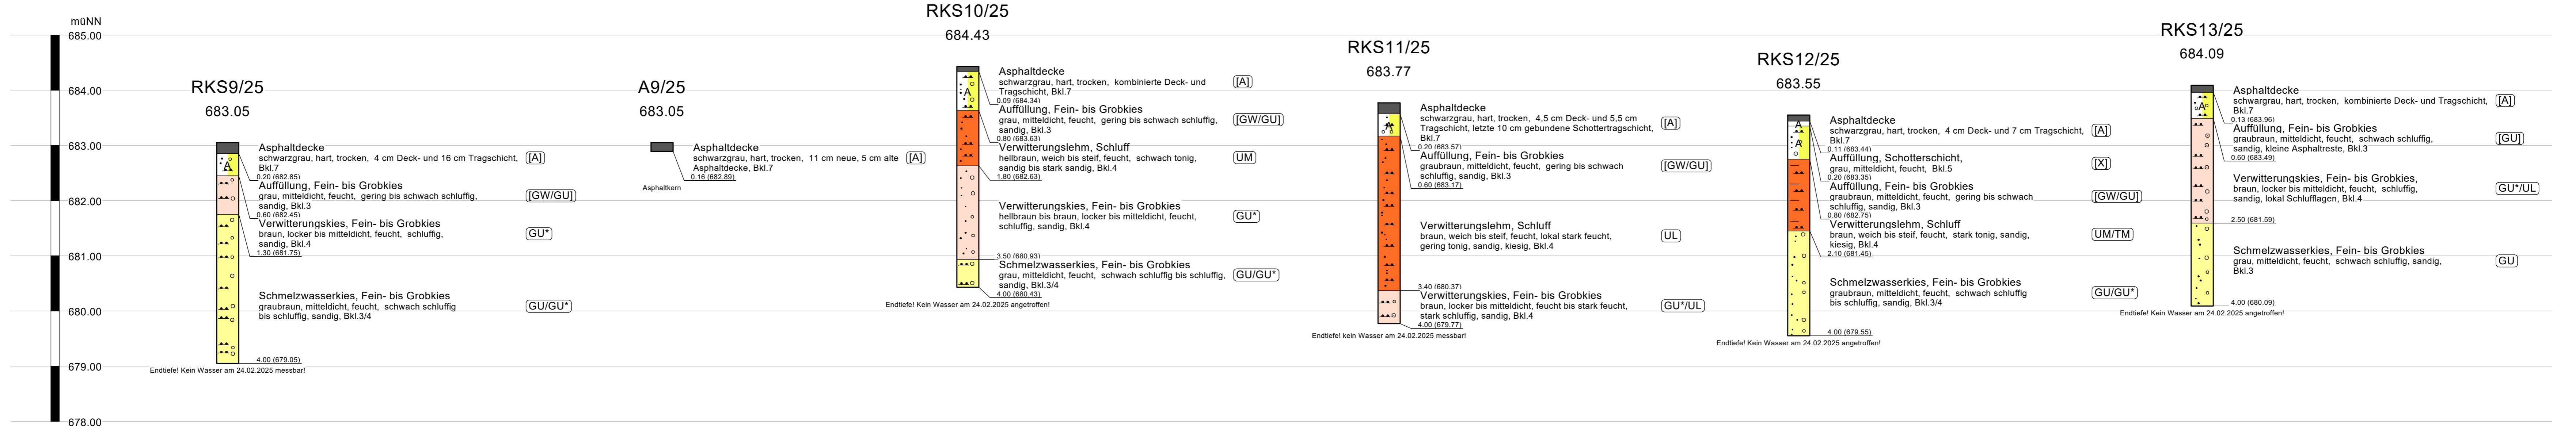 müNN
685.00
684.00
683.00
682.00
681.00
680.00
679.00
678.00
RKS9/25
683.05
Asphaltdecke
schwarzgrau, hart, trocken, 4 cm Deck- und 16 cm Tragschicht,
Bkl.7
[A]
0.20 (682.85)
A
Auffüllung, Fein- bis Grobkies
grau, mitteldicht, feucht, gering bis schwach schluffig,
sandig, Bkl.3
[GW/GU]
0.60 (682.45)
Verwitterungskies, Fein- bis Grobkies
braun, locker bis mitteldicht, feucht, schluffig,
sandig, Bkl.4
GU*
1.30 (681.75)
Schmelzwasserkies, Fein- bis Grobkies
graubraun, mitteldicht, feucht, schwach schluffig
bis schluffig, sandig, Bkl.3/4
GU/GU*
4.00 (679.05)
Endtiefe! Kein Wasser am 24.02.2025 messbar!
A9/25
683.05
Asphaltdecke
schwarzgrau, hart, trocken, 11 cm neue, 5 cm alte
Asphaltdecke, Bkl.7
[A]
0.16 (682.89)
Asphaltkern
RKS10/25
684.43
Asphaltdecke
schwarzgrau, hart, trocken, kombinierte Deck- und
Tragschicht, Bkl.7
[A]
0.09 (684.34)
A
Auffüllung, Fein- bis Grobkies
grau, mitteldicht, feucht, gering bis schwach schluffig,
sandig, Bkl.3
[GW/GU]
0.80 (683.63)
Verwitterungslehm, Schluff
hellbraun, weich bis steif, feucht, schwach tonig,
sandig bis stark sandig, Bkl.4
UM
1.80 (682.63)
Verwitterungskies, Fein- bis Grobkies
hellbraun bis braun, locker bis mitteldicht, feucht,
schluffig, sandig, Bkl.4
GU*
3.50 (680.93)
Schmelzwasserkies, Fein- bis Grobkies
grau, mitteldicht, feucht, schwach schluffig bis schluffig,
sandig, Bkl.3/4
GU/GU*
4.00 (680.43)
Endtiefe! Kein Wasser am 24.02.2025 angetroffen!
RKS11/25
683.77
Asphaltdecke
schwarzgrau, hart, trocken, 4,5 cm Deck- und 5,5 cm
Tragschicht, letzte 10 cm gebundene Schottertragschicht,
Bkl.7
[A]
0.20 (683.57)
A
Auffüllung, Fein- bis Grobkies
graubraun, mitteldicht, feucht, gering bis schwach
schluffig, sandig, Bkl.3
[GW/GU]
0.60 (683.17)
Verwitterungslehm, Schluff
braun, weich bis steif, feucht, lokal stark feucht,
gering tonig, sandig, kiesig, Bkl.4
UL
3.40 (680.37)
Verwitterungskies, Fein- bis Grobkies
braun, locker bis mitteldicht, feucht bis stark feucht,
stark schluffig, sandig, Bkl.4
GU*/UL
4.00 (679.77)
Endtiefe! kein Wasser am 24.02.2025 messbar!
RKS12/25
683.55
Asphaltdecke
schwarzgrau, hart, trocken, 4 cm Deck- und 7 cm Tragschicht,
Bkl.7
[A]
0.11 (683.44)
A
Auffüllung, Schotterschicht,
grau, mitteldicht, feucht, Bkl.5
[X]
0.20 (683.35)
A
Auffüllung, Fein- bis Grobkies
graubraun, mitteldicht, feucht, gering bis schwach
schluffig, sandig, Bkl.3
[GW/GU]
0.80 (682.75)
Verwitterungslehm, Schluff
braun, weich bis steif, feucht, stark tonig, sandig,
kiesig, Bkl.4
UM/TM
2.10 (681.45)
Schmelzwasserkies, Fein- bis Grobkies
graubraun, mitteldicht, feucht, schwach schluffig
bis schluffig, sandig, Bkl.3/4
GU/GU*
4.00 (679.55)
Endtiefe! Kein Wasser am 24.02.2025 angetroffen!
RKS13/25
684.09
Asphaltdecke
schwarzgrau, hart, trocken, kombinierte Deck- und Tragschicht,
Bkl.7
[A]
0.13 (683.96)
A
Auffüllung, Fein- bis Grobkies
graubraun, mitteldicht, feucht, schwach schluffig,
sandig, kleine Asphaltreste, Bkl.3
[GU]
0.60 (683.49)
Verwitterungskies, Fein- bis Grobkies,
braun, locker bis mitteldicht, feucht, schluffig,
sandig, lokal Schlufflagen, Bkl.4
GU*/UL
2.50 (681.59)
Schmelzwasserkies, Fein- bis Grobkies
grau, mitteldicht, feucht, schwach schluffig, sandig,
Bkl.3
GU
4.00 (680.09)
Endtiefe! Kein Wasser am 24.02.2025 angetroffen!